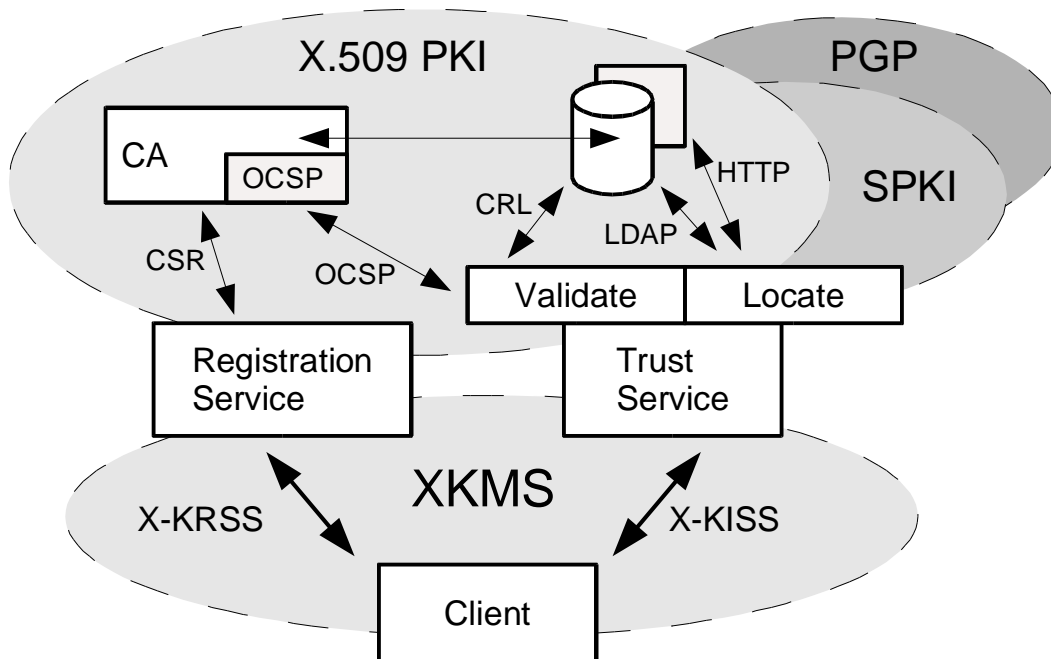 X.509 PKI
PGP
CA
OCSP
HTTP
SPKI
CRL
LDAP
CSR
OCSP
Validate
Locate
Registration
Service
Trust
Service
XKMS
X-KRSS
X-KISS
Client